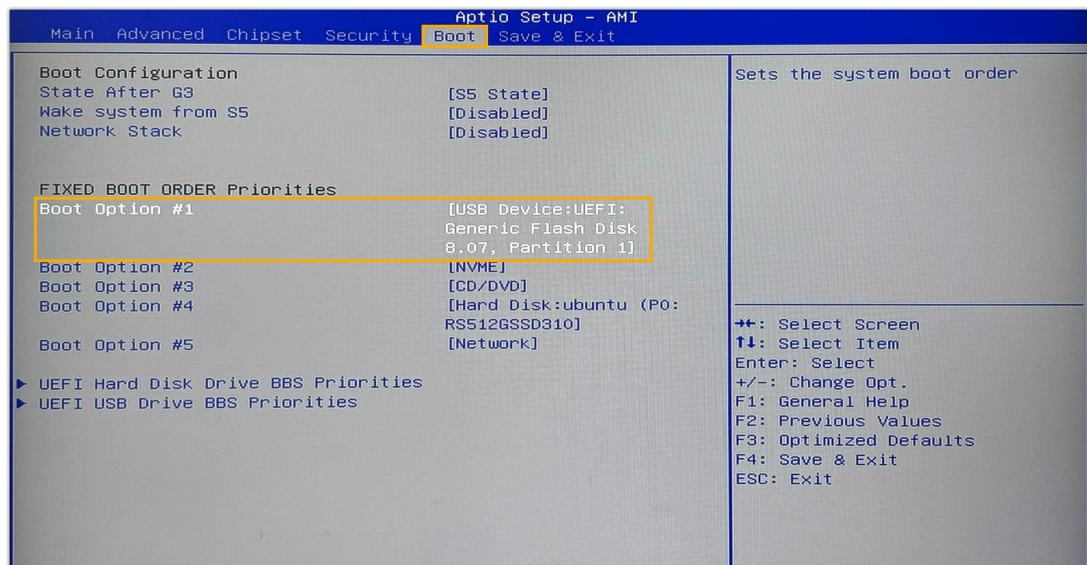 Aptio Setup – AMI
Main Advanced Chipset Security Boot Save & Exit
Boot Configuration
State After G3 [S5 State]
Wake system from S5 [Disabled]
Network Stack [Disabled]
FIXED BOOT ORDER Priorities
Boot Option #1 [USB Device:UEFI:
Generic Flash Disk
8.07, Partition 1]
Boot Option #2 [NVME]
Boot Option #3 [CD/DVD]
Boot Option #4 [Hard Disk:ubuntu (P0:
RS512GSSD310]
Boot Option #5 [Network]
▶ UEFI Hard Disk Drive BBS Priorities
▶ UEFI USB Drive BBS Priorities
Sets the system boot order
→←: Select Screen
↑↓: Select Item
Enter: Select
+/-: Change Opt.
F1: General Help
F2: Previous Values
F3: Optimized Defaults
F4: Save & Exit
ESC: Exit